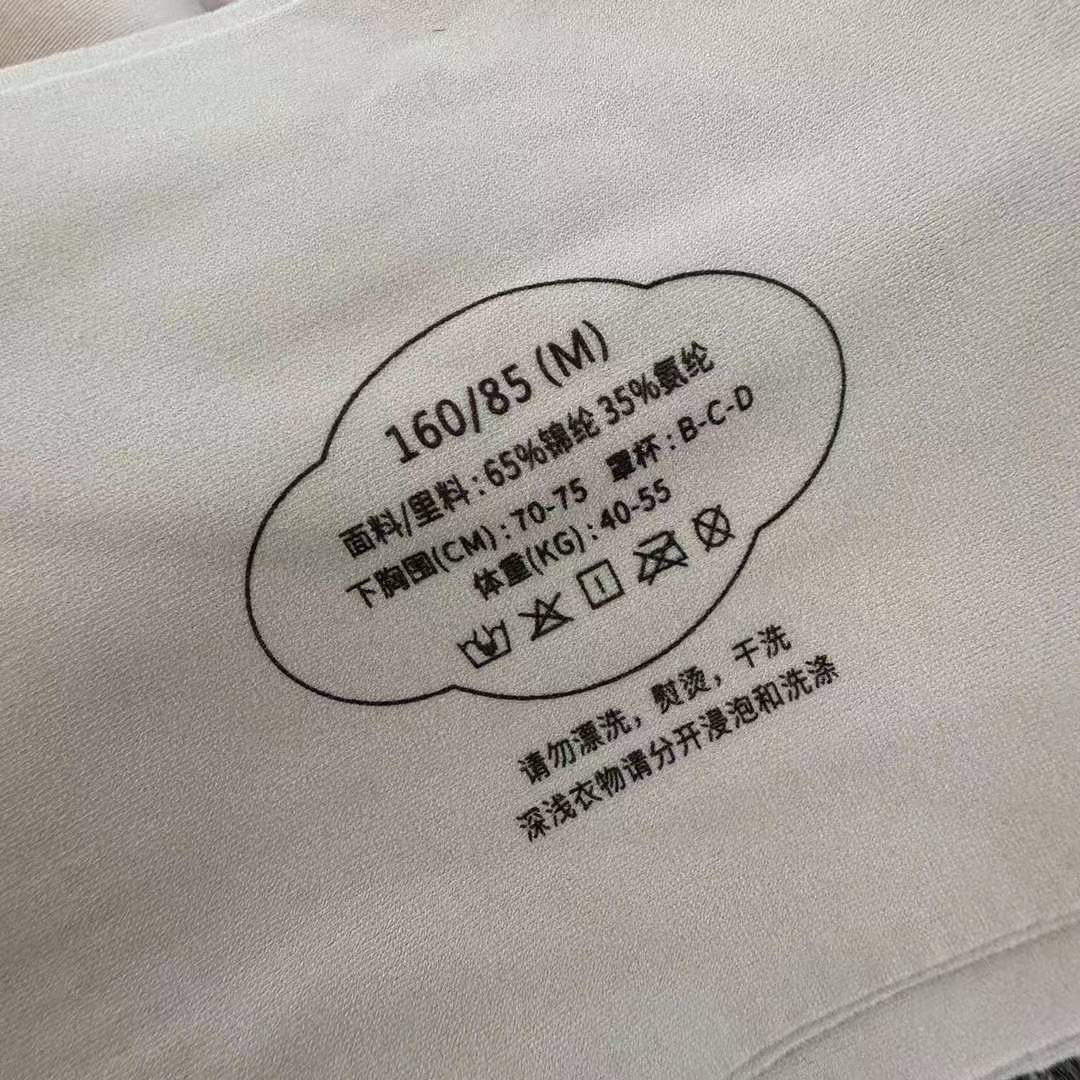 160/85 (M)
面料/里料:65%锦纶 35%氨纶
下胸围(CM):70-75 罩杯:B-C-D
体重(KG):40-55
请勿漂洗，熨烫，干洗
深浅衣物请分开浸泡和洗涤